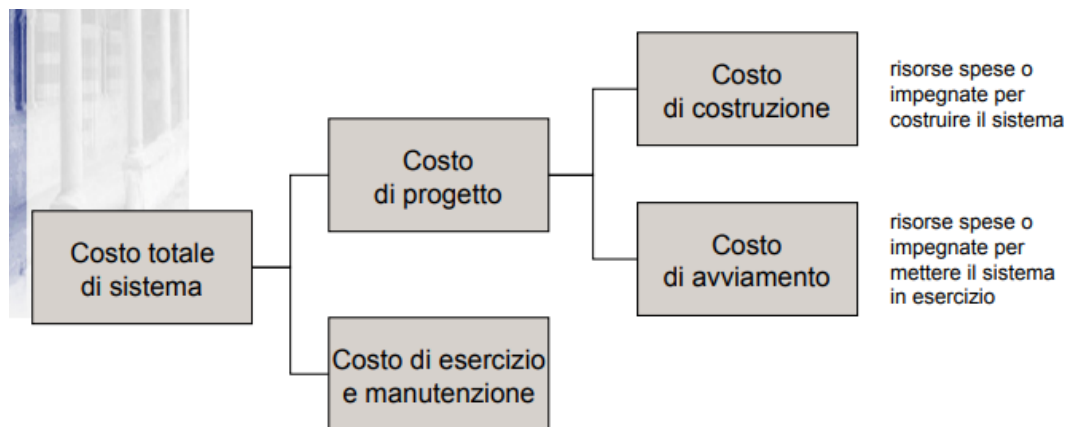 Costo
di costruzione
risorse spese o
impegnate per
costruire il sistema
Costo
di progetto
Costo totale
di sistema
Costo
di avviamento
risorse spese o
impegnate per
mettere il sistema
in esercizio
Costo di esercizio
e manutenzione